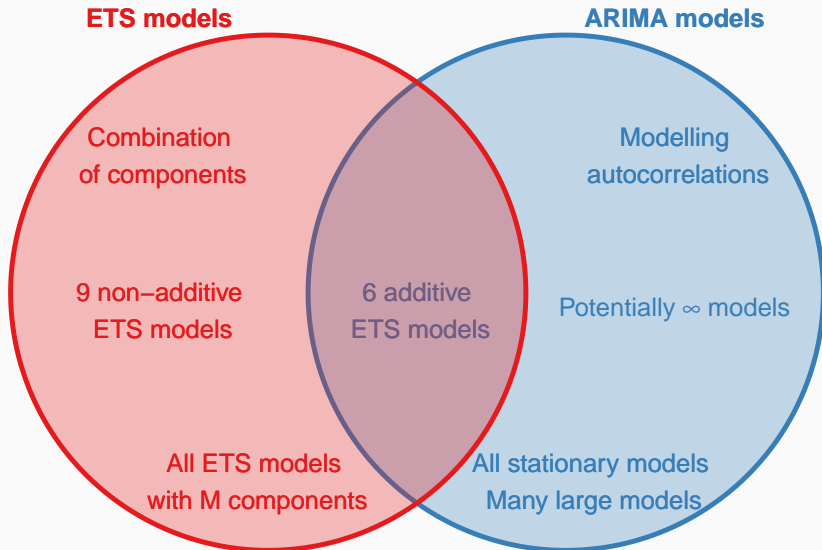 ETS models
ARIMA models
Combination
of components
Modelling
autocorrelations
9 non−additive
ETS models
6 additive
ETS models
Potentially ∞ models
All ETS models
with M components
All stationary models
Many large models